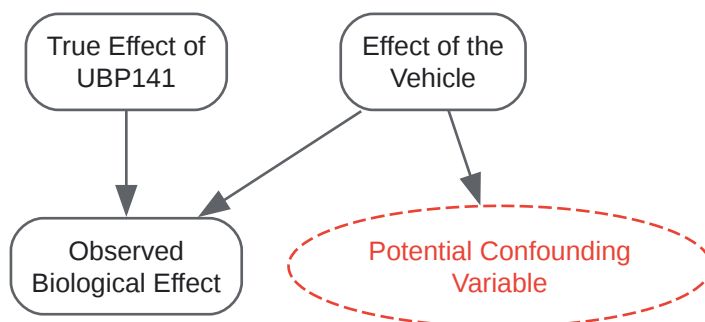 True Effect of
UBP141
Effect of the
Vehicle
Observed
Biological Effect
Potential Confounding
Variable